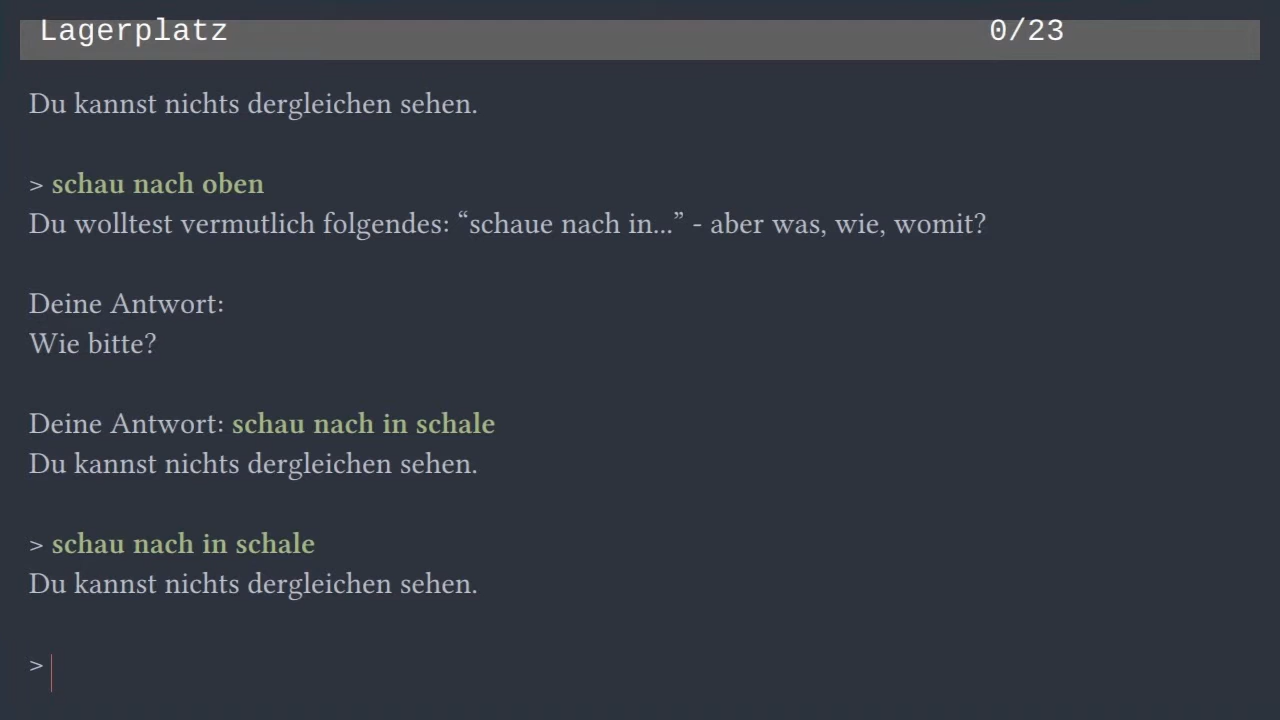 Lagerplatz 0/23
Du kannst nichts dergleichen sehen.
> schau nach oben
Du wolltest vermutlich folgendes: “schaue nach in...” - aber was, wie, womit?
Deine Antwort:
Wie bitte?
Deine Antwort: schau nach in schale
Du kannst nichts dergleichen sehen.
> schau nach in schale
Du kannst nichts dergleichen sehen.
>